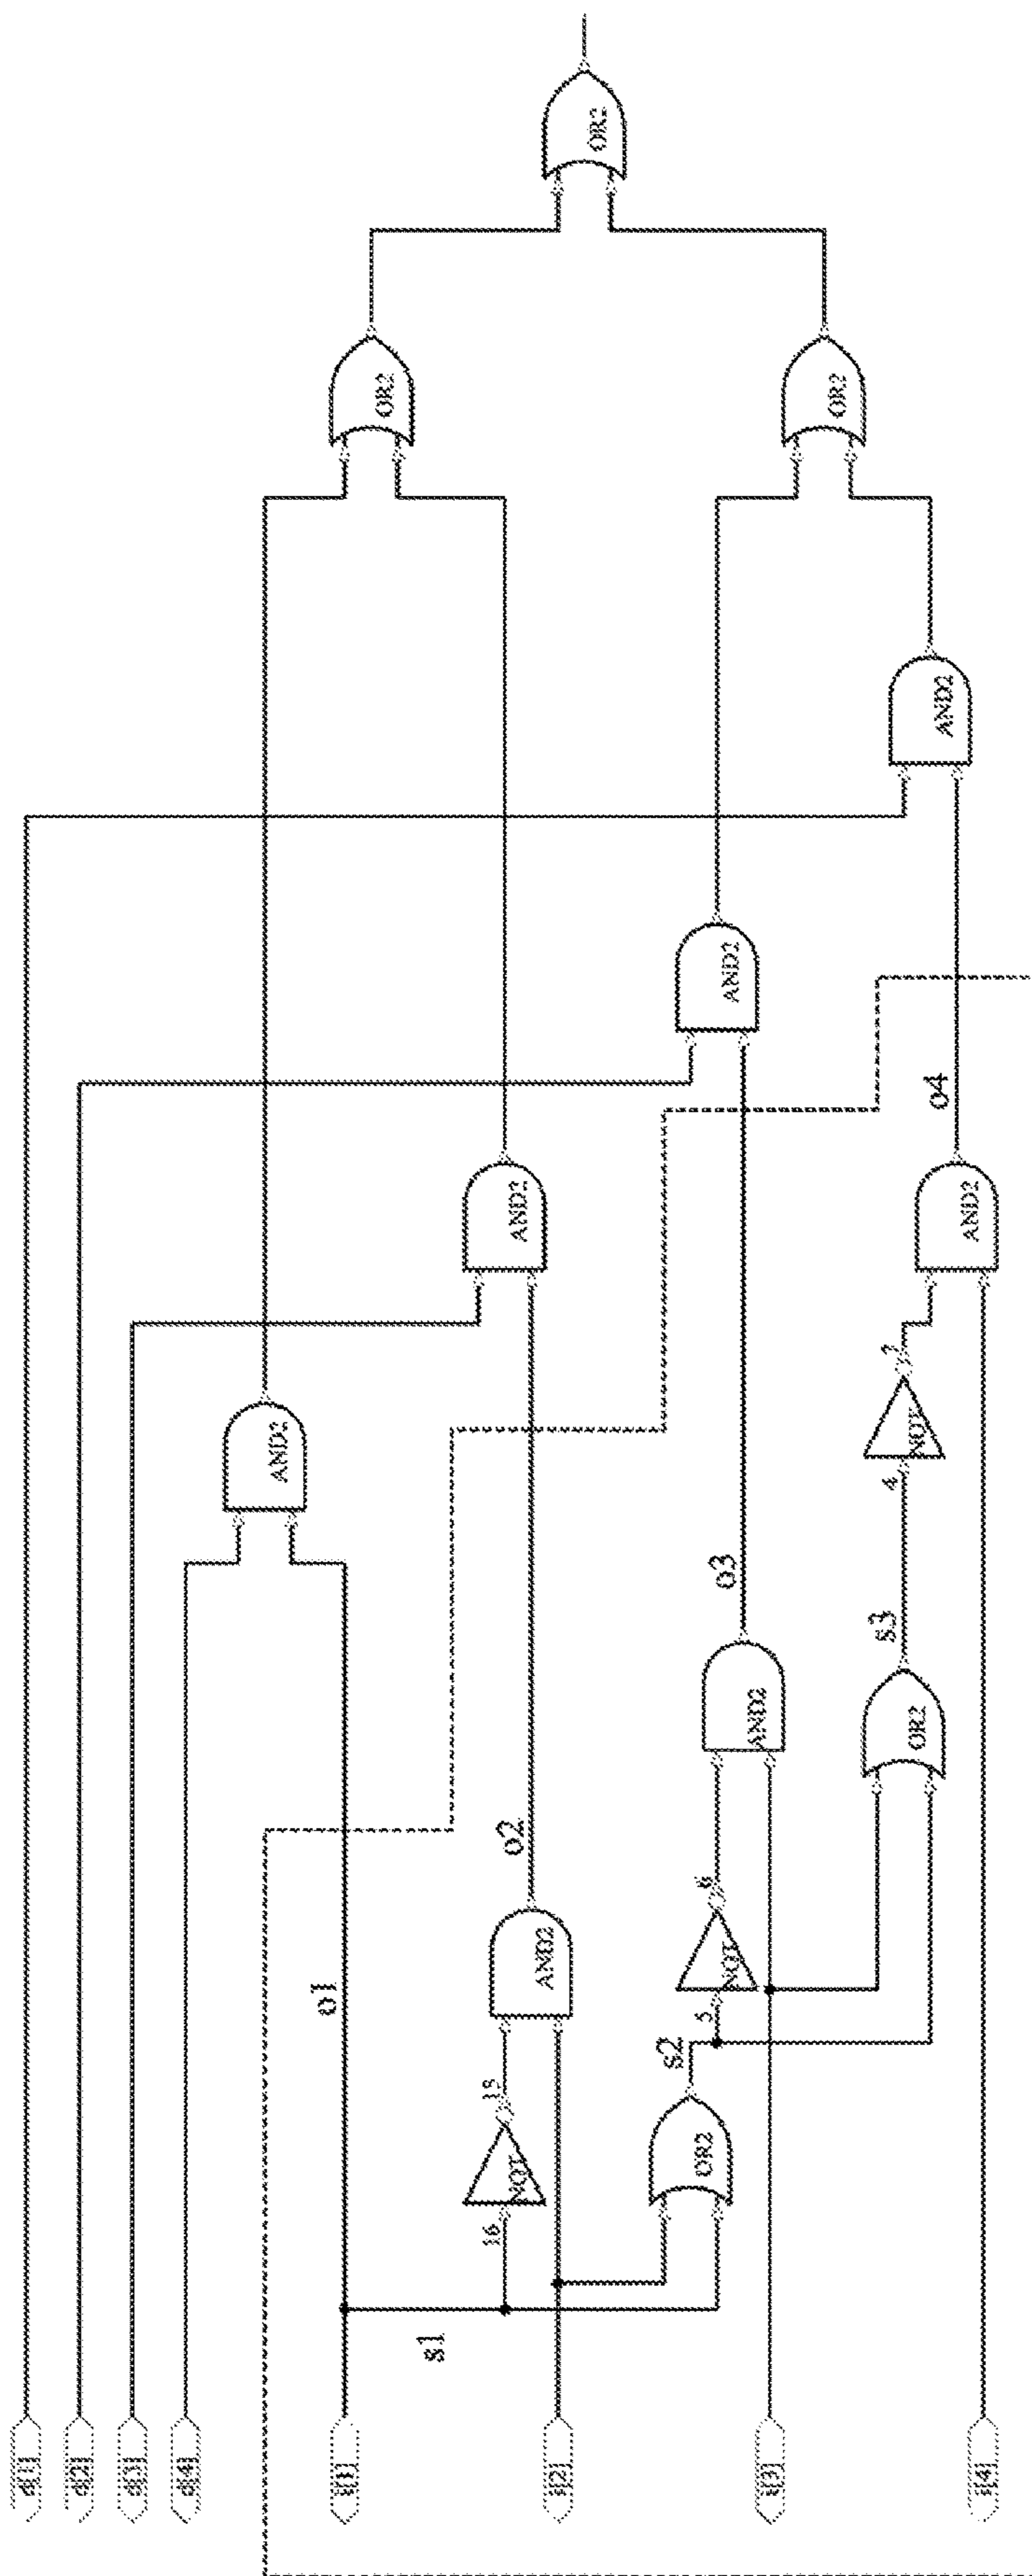 d[1]
d[2]
d[3]
d[4]
i[1]
i[2]
i[3]
i[4]
s1
o1
16
NOT
15
AND2
o2
OR2
s2
5
NOT
6
AND2
o3
OR2
s3
4
NOT
AND2
o4
AND2
AND2
AND2
AND2
OR2
OR2
OR2